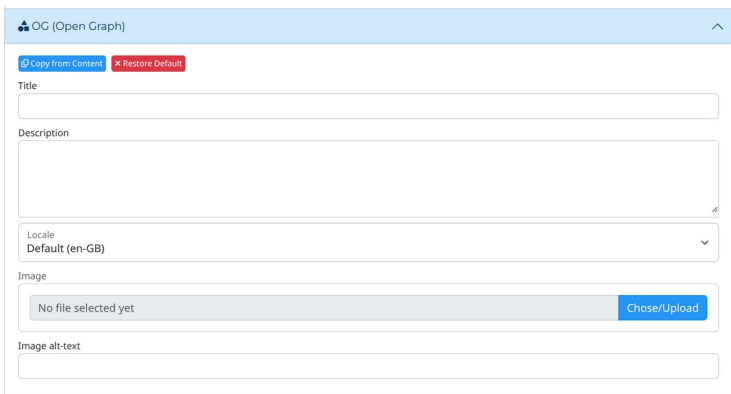 OG (Open Graph)
Copy from Content Restore Default
Title
Description
Locale
Default (en-GB)
Image
No file selected yet Chose/Upload
Image alt-text